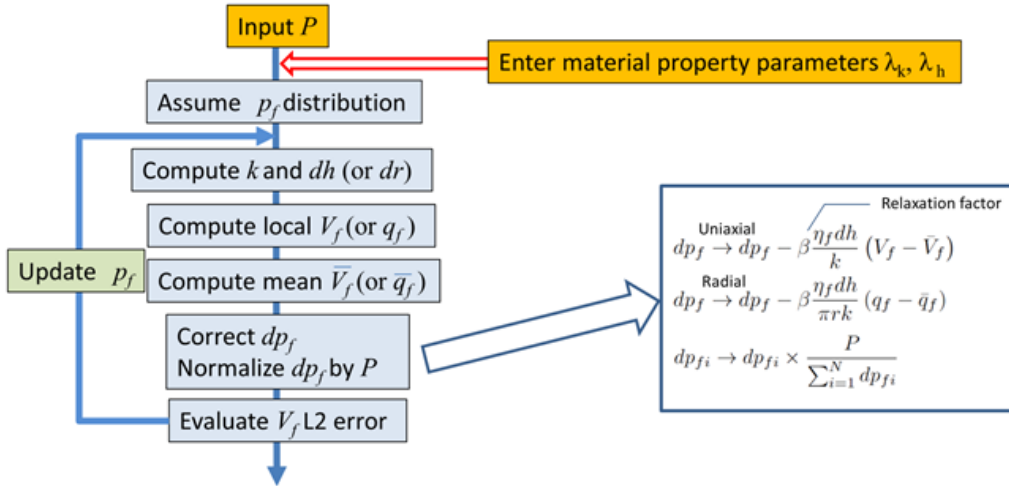 Input P
Enter material property parameters λk, λh
Assume pf distribution
Compute k and dh (or dr)
Compute local Vf (or qf)
Update pf
Compute mean V̅f (or q̅f)
Correct dpf
Normalize dpf by P
Evaluate Vf L2 error
Relaxation factor
Uniaxial
dpf → dpf − β ηf dh / k (Vf − V̄f)
Radial
dpf → dpf − β ηf dh / πrk (qf − q̄f)
dpfi → dpfi × P / ∑i=1N dpfi